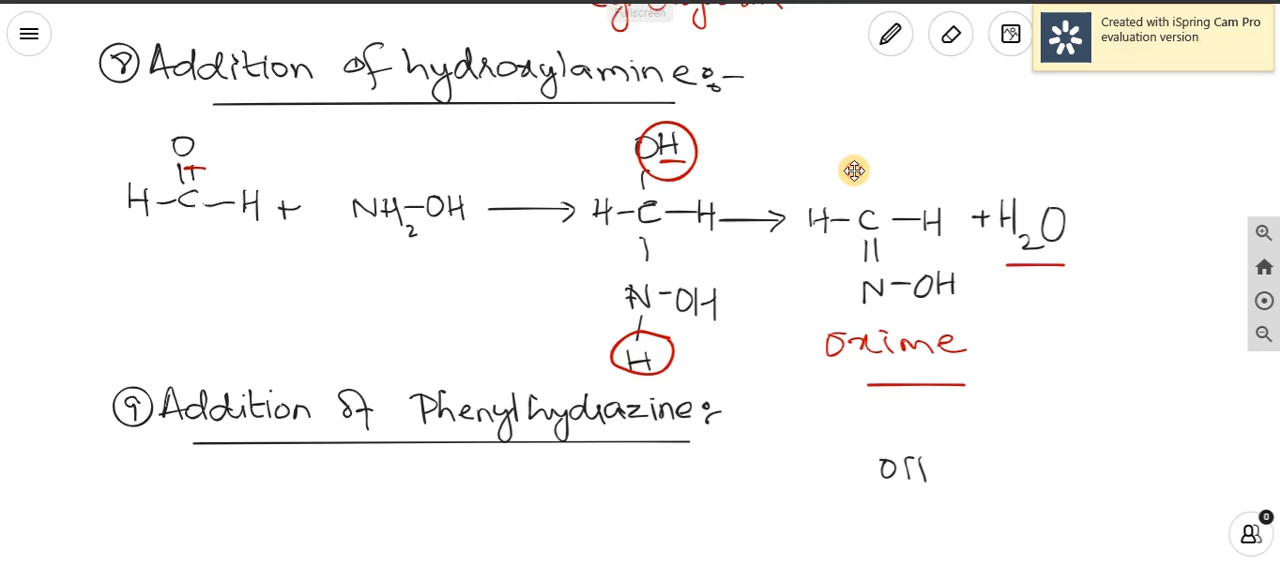 Created with iSpring Cam Pro
evaluation version
⑧ Addition of hydroxylamine:-
O
||
H-C-H + NH2-OH → H-C-H → H-C-H + H2O
OH
N-OH
H
||
N-OH
oxime
⑨ Addition of Phenylhydrazine:
0